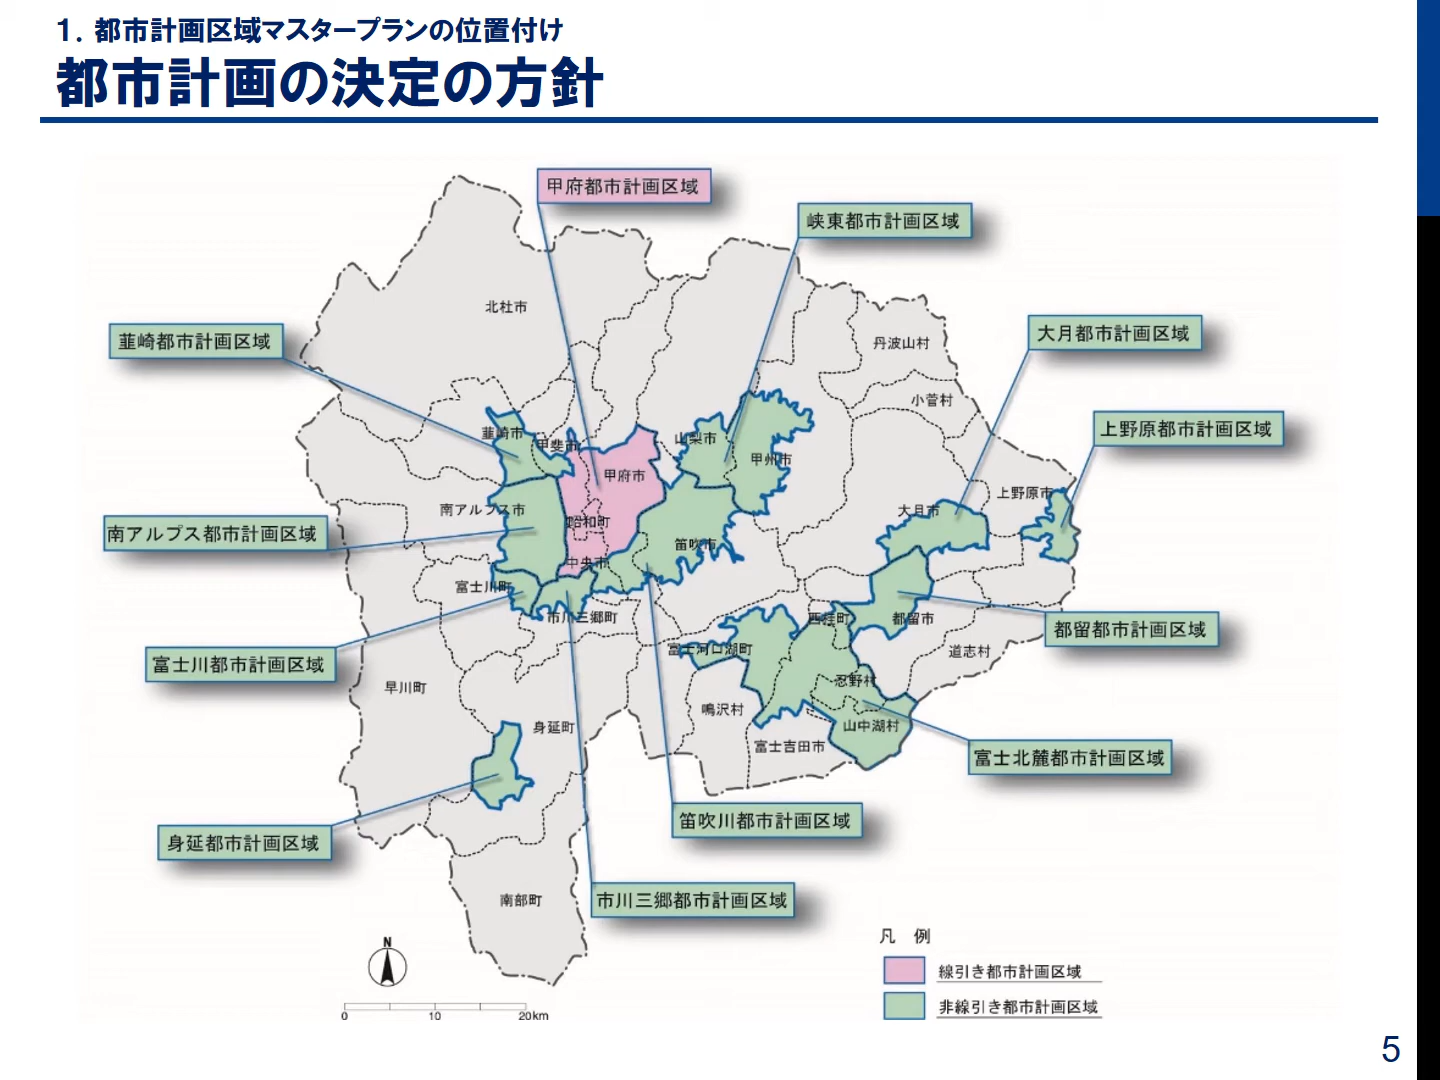 1. 都市計画区域マスタープランの位置付け
都市計画の決定の方針
甲府都市計画区域
峡東都市計画区域
北杜市
韮崎都市計画区域
大月都市計画区域
丹波山村
小菅村
上野原都市計画区域
韮崎市
甲斐市
山梨市
甲州市
甲府市
上野原市
南アルプス市
大月市
昭和町
南アルプス都市計画区域
笛吹市
中央市
富士川町
市川三郷町
西桂町
都留市
都留都市計画区域
富士河口湖町
道志村
富士川都市計画区域
早川町
忍野村
鳴沢村
身延町
山中湖村
富士吉田市
富士北麓都市計画区域
笛吹川都市計画区域
身延都市計画区域
南部町
市川三郷都市計画区域
凡 例
線引き都市計画区域
非線引き都市計画区域
N
0 10 20km
5